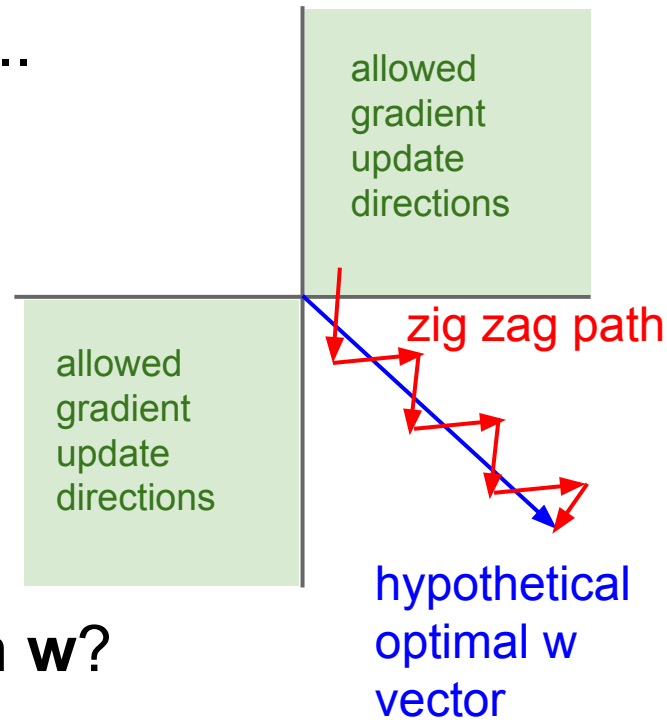 ..
allowed
gradient
update
directions
zig zag path
allowed
gradient
update
directions
hypothetical
optimal w
vector
w?